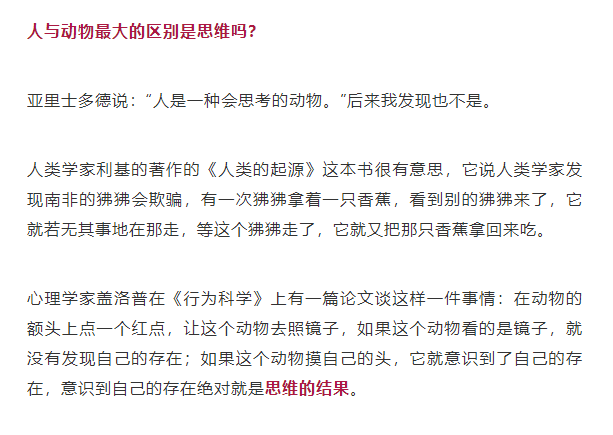 人与动物最大的区别是思维吗？
亚里士多德说：“人是一种会思考的动物。”后来我发现也不是。
人类学家利基的著作的《人类的起源》这本书很有意思，它说人类学家发
现南非的狒狒会欺骗，有一次狒狒拿着一只香蕉，看到别的狒狒来了，它
就若无其事地在那走，等这个狒狒走了，它就又把那只香蕉拿回来吃。
心理学家盖洛普在《行为科学》上有一篇论文谈这样一件事情：在动物的
额头上点一个红点，让这个动物去照镜子，如果这个动物看的是镜子，就
没有发现自己的存在；如果这个动物摸自己的头，它就意识到了自己的存
在，意识到自己的存在绝对就是思维的结果。